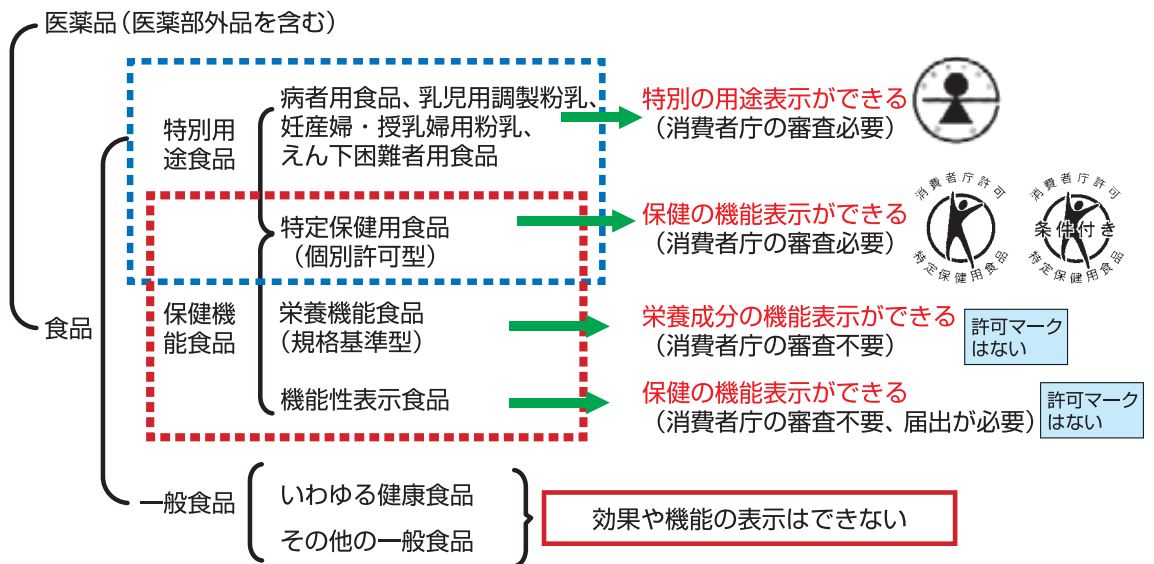 医薬品（医薬部外品を含む）
特別用
途食品
病者用食品、乳児用調製粉乳、
妊産婦・授乳婦用粉乳、
えん下困難者用食品
特別の用途表示ができる
（消費者庁の審査必要）
特定保健用食品
（個別許可型）
保健の機能表示ができる
（消費者庁の審査必要）
消費者庁許可
特定保健用食品
消費者庁許可
条件付き
特定保健用食品
食品
保健機
能食品
栄養機能食品
（規格基準型）
栄養成分の機能表示ができる
（消費者庁の審査不要）
許可マーク
はない
機能性表示食品
保健の機能表示ができる
（消費者庁の審査不要、届出が必要）
許可マーク
はない
一般食品
いわゆる健康食品
その他の一般食品
効果や機能の表示はできない